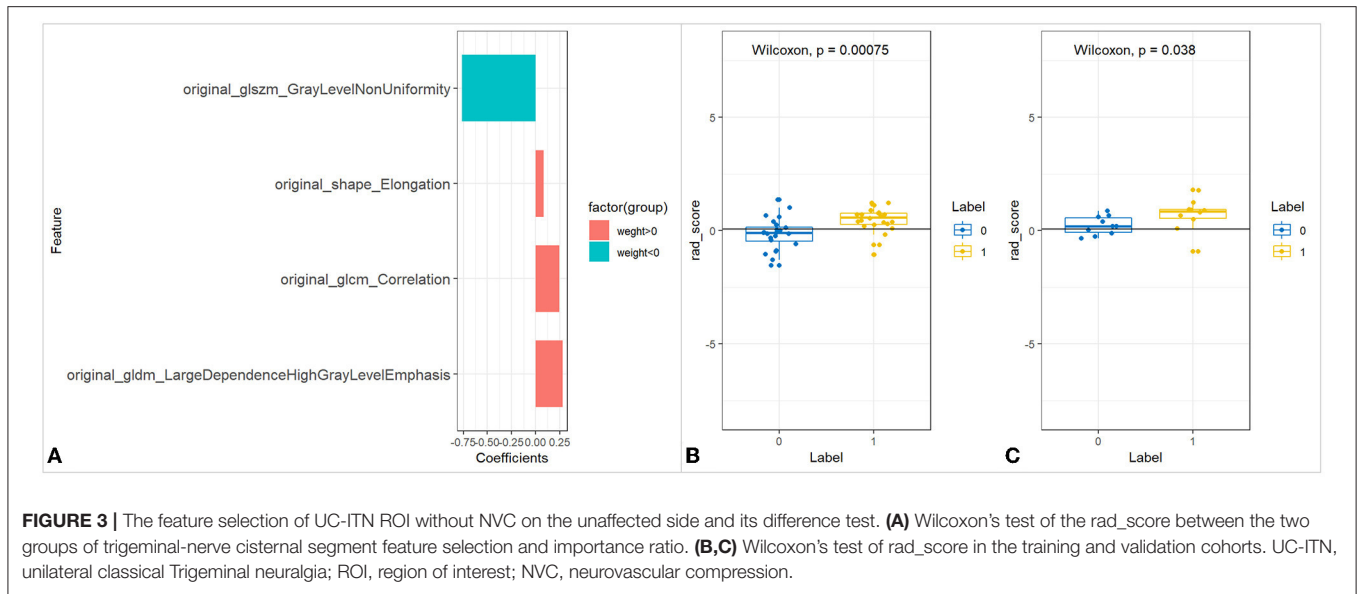 original_glszm_GrayLevelNonUniformity
original_shape_Elongation
original_glcm_Correlation
original_gldm_LargeDependenceHighGrayLevelEmphasis
Feature
-0.75 -0.50 -0.25 0.00 0.25
Coefficients
factor(group)
weght>0
weight<0
A
Wilcoxon, p = 0.00075
5
0
-5
rad_score
0 1
Label
Label
0
1
B
Wilcoxon, p = 0.038
5
0
-5
rad_score
0 1
Label
Label
0
1
C
FIGURE 3 | The feature selection of UC-ITN ROI without NVC on the unaffected side and its difference test. (A) Wilcoxon's test of the rad_score between the two
groups of trigeminal-nerve cisternal segment feature selection and importance ratio. (B,C) Wilcoxon's test of rad_score in the training and validation cohorts. UC-ITN,
unilateral classical Trigeminal neuralgia; ROI, region of interest; NVC, neurovascular compression.